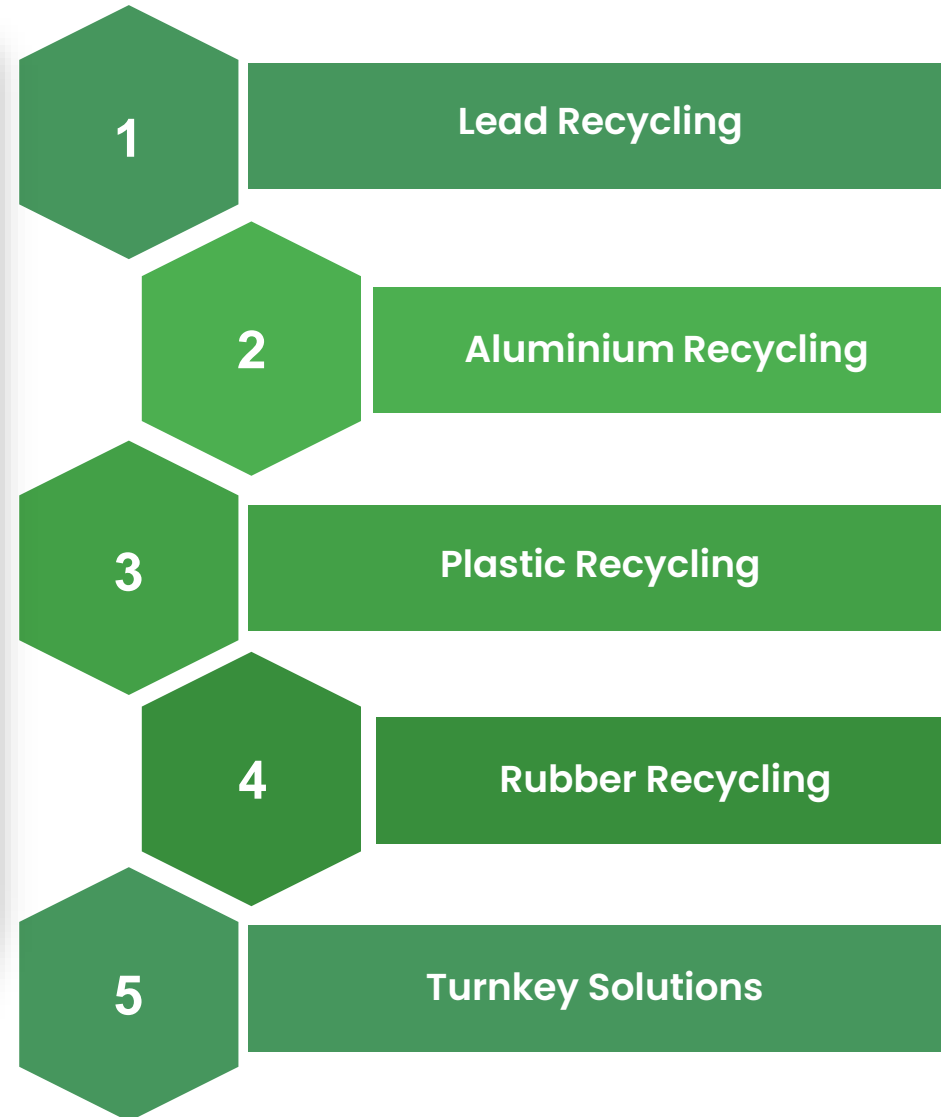 1
Lead Recycling
2
Aluminium Recycling
3
Plastic Recycling
4
Rubber Recycling
5
Turnkey Solutions